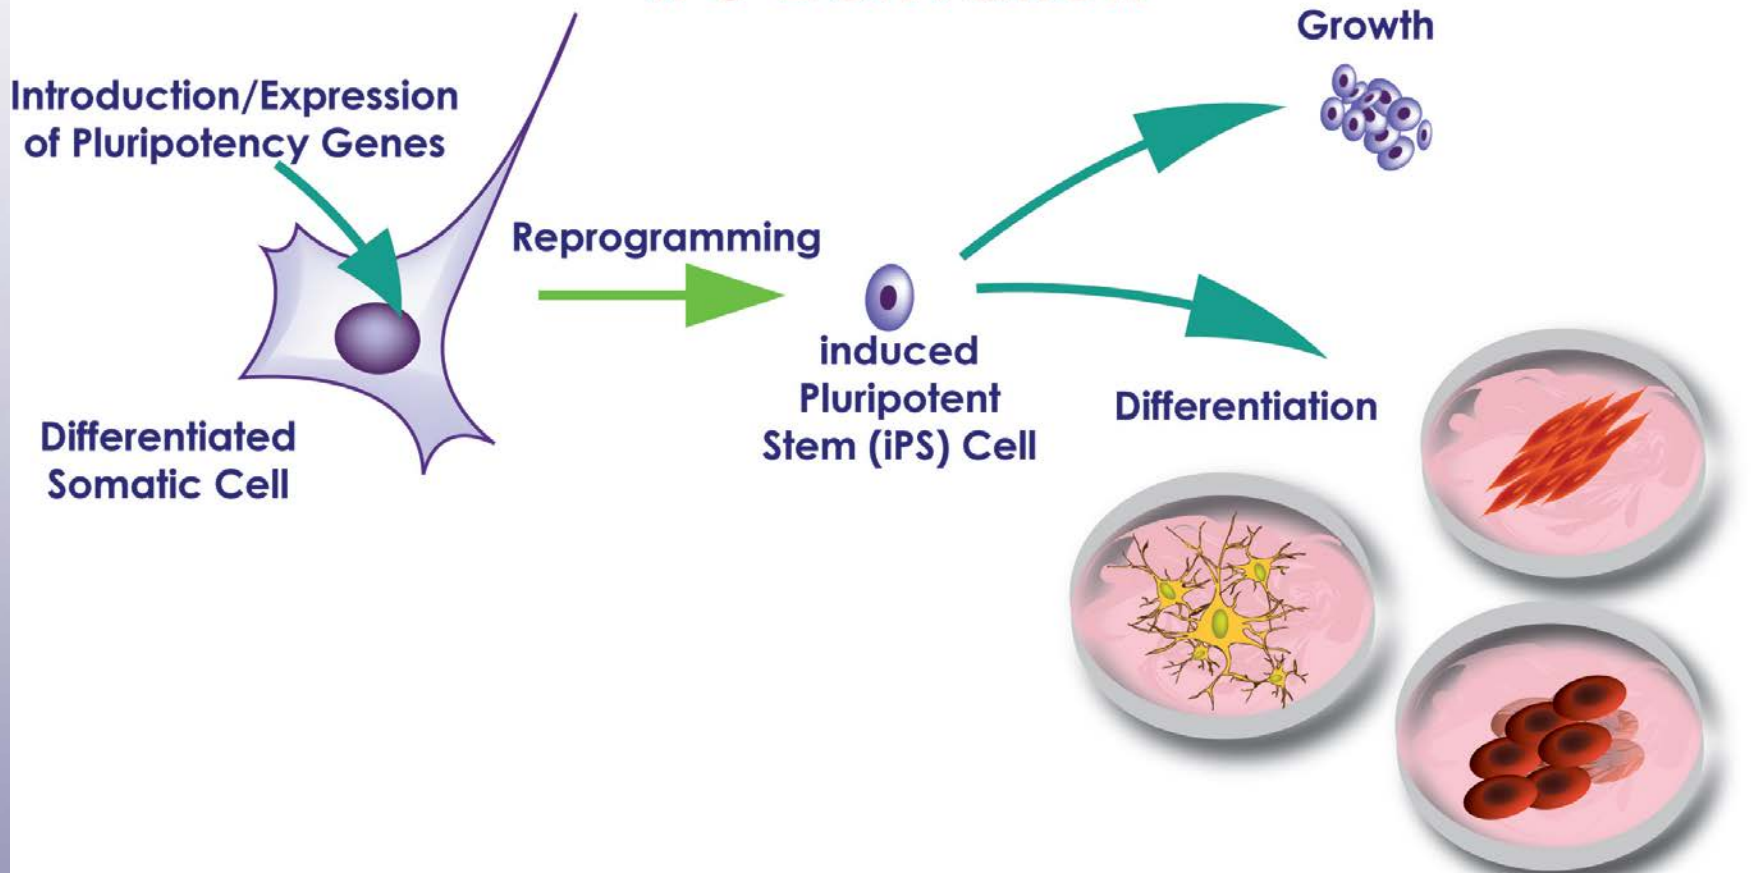 Growth
Introduction/Expression
of Pluripotency Genes
Reprogramming
induced
Pluripotent
Stem (iPS) Cell
Differentiation
Differentiated
Somatic Cell